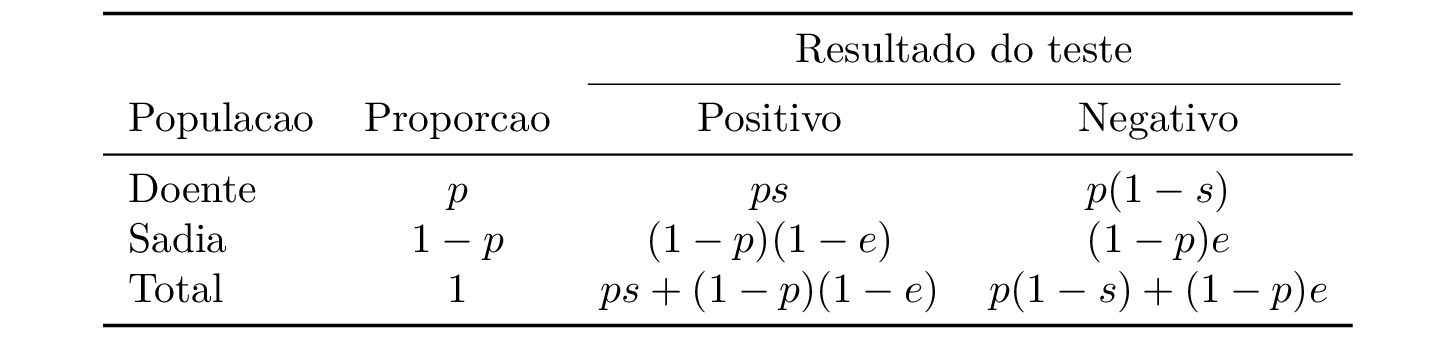 Resultado do teste
Populacao Proporcao Positivo Negativo
Doente p ps p(1 − s)
Sadia 1 − p (1 − p)(1 − e) (1 − p)e
Total 1 ps + (1 − p)(1 − e) p(1 − s) + (1 − p)e